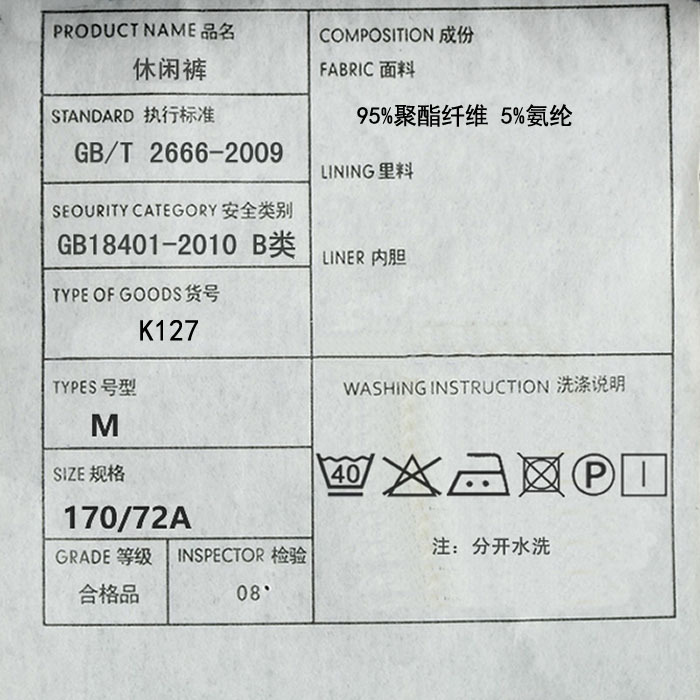 PRODUCT NAME 品名
休闲裤
STANDARD 执行标准
GB/T 2666-2009
SEOURITY CATEGORY 安全类别
GB18401-2010 B类
TYPE OF GOODS 货号
K127
TYPES 号型
M
SIZE 规格
170/72A
GRADE 等级
合格品
INSPECTOR 检验
08
COMPOSITION 成份
FABRIC 面料
95%聚酯纤维 5%氨纶
LINING 里料
LINER 内胆
WASHING INSTRUCTION 洗涤说明
40
P
注：分开水洗